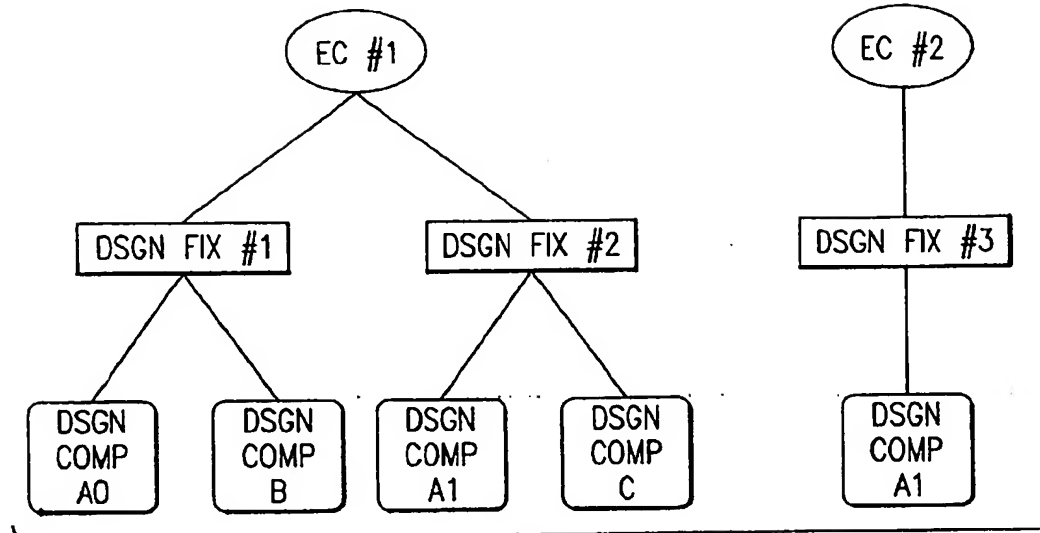 EC #1
EC #2
DSGN FIX #1
DSGN FIX #2
DSGN FIX #3
DSGN
COMP
A0
DSGN
COMP
B
DSGN
COMP
A1
DSGN
COMP
C
DSGN
COMP
A1